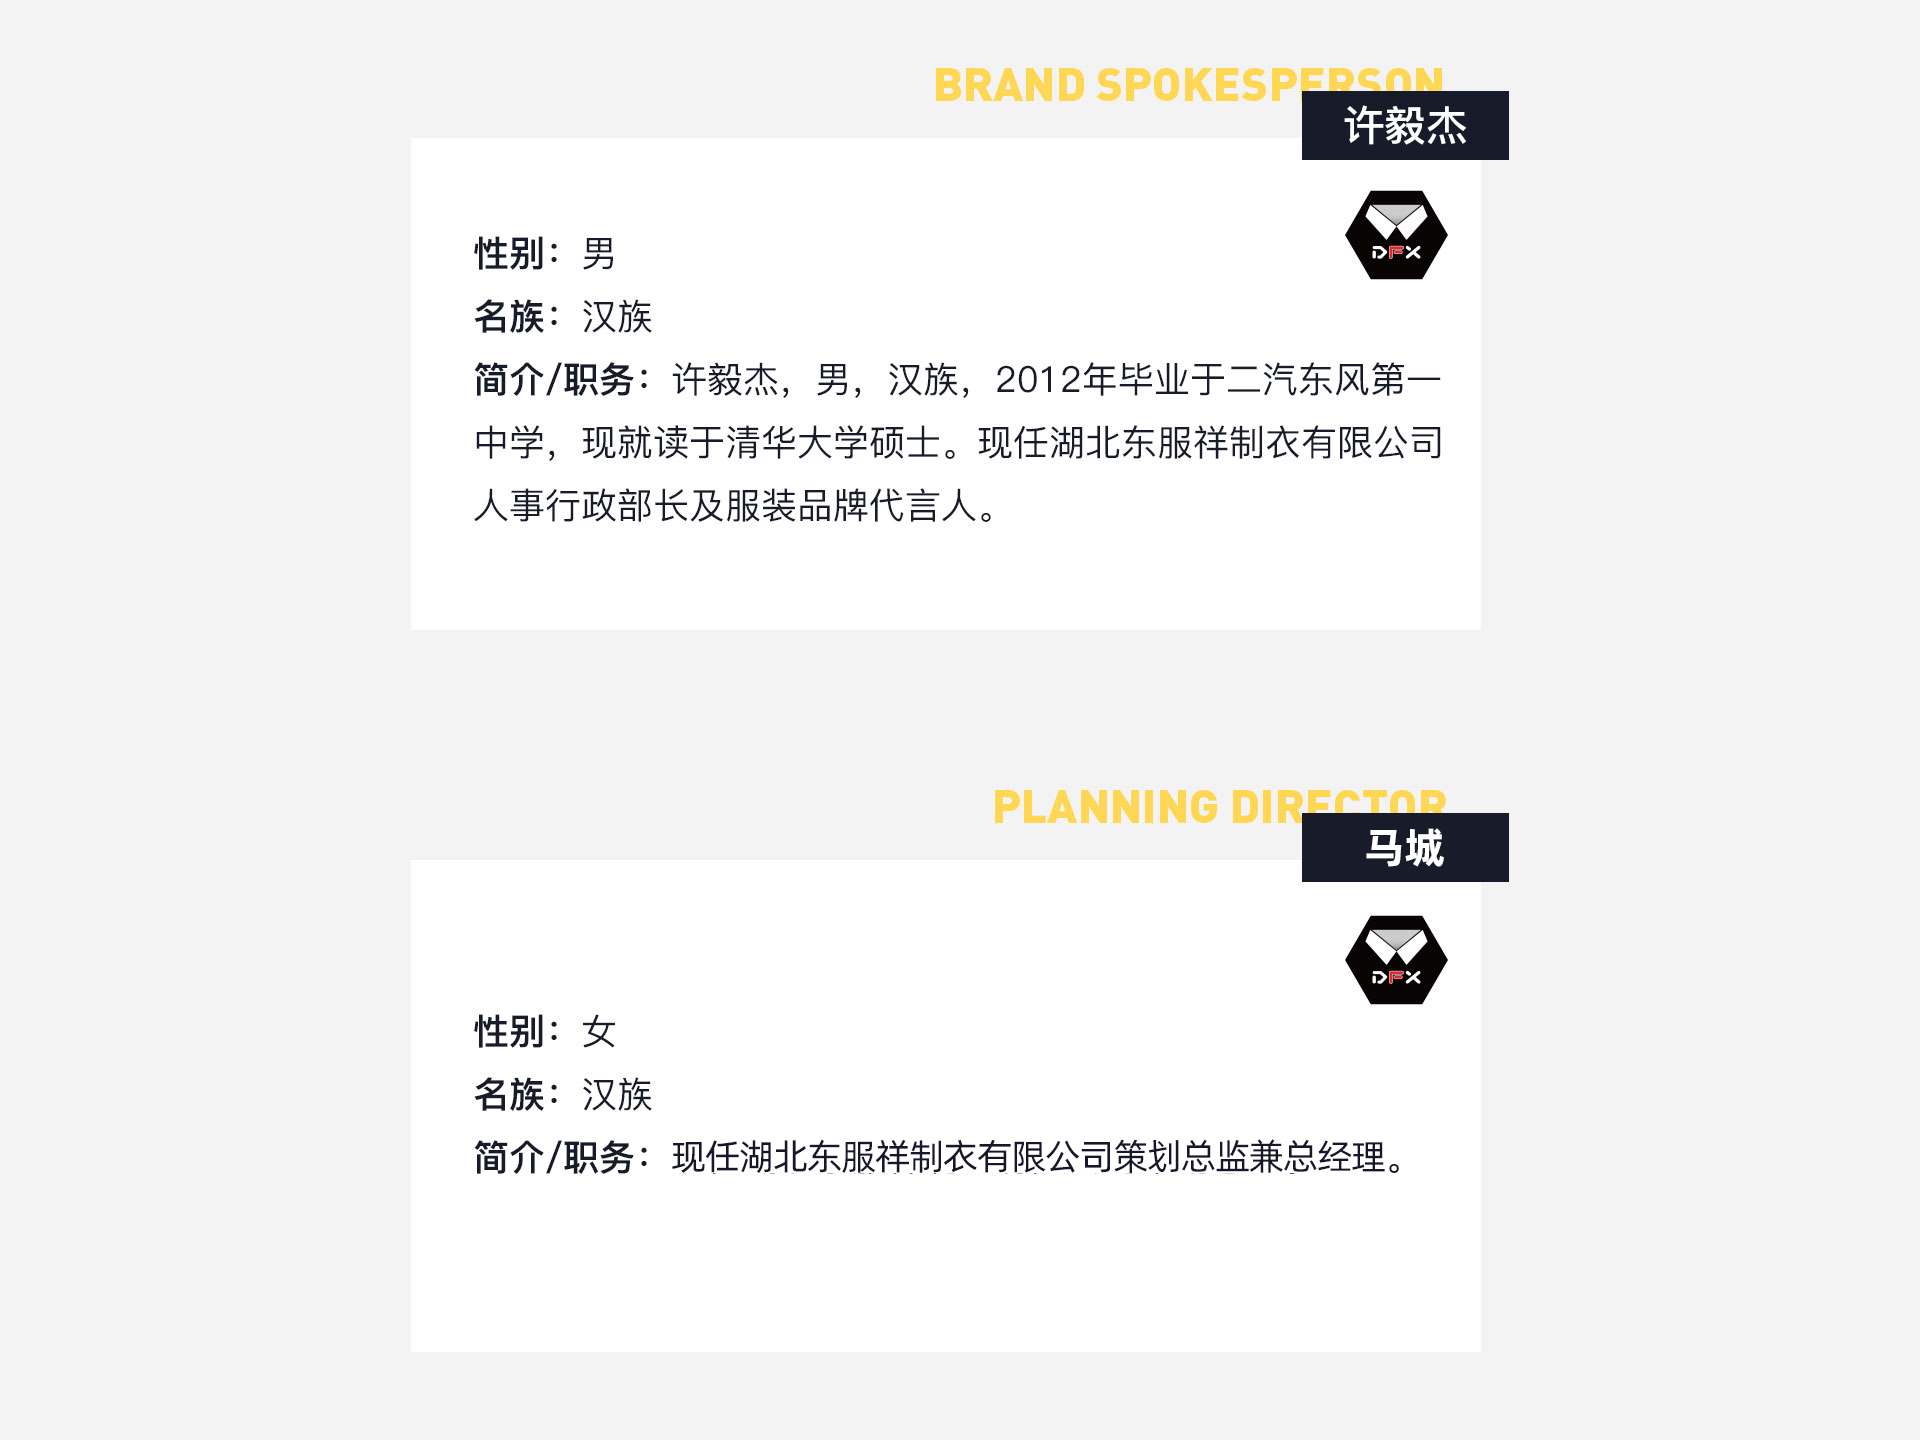 BRAND SPOKESPERSON
许毅杰
DFX
性别：男
名族：汉族
简介/职务：许毅杰，男，汉族，2012年毕业于二汽东风第一
中学，现就读于清华大学硕士。现任湖北东服祥制衣有限公司
人事行政部长及服装品牌代言人。
PLANNING DIRECTOR
马城
DFX
性别：女
名族：汉族
简介/职务：现任湖北东服祥制衣有限公司策划总监兼总经理。